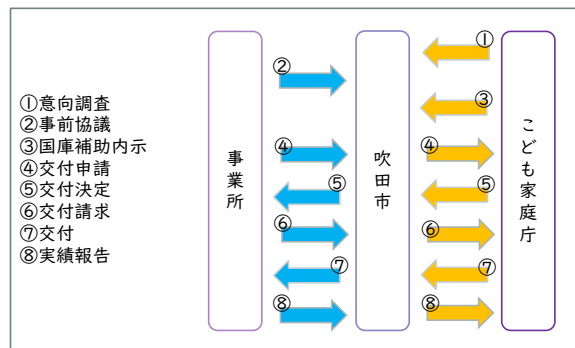 ①意向調査
②事前協議
③国庫補助内示
④交付申請
⑤交付決定
⑥交付請求
⑦交付
⑧実績報告
事業所
吹田市
こども家庭庁
①
②
③
④
④
⑤
⑤
⑥
⑥
⑦
⑦
⑧
⑧